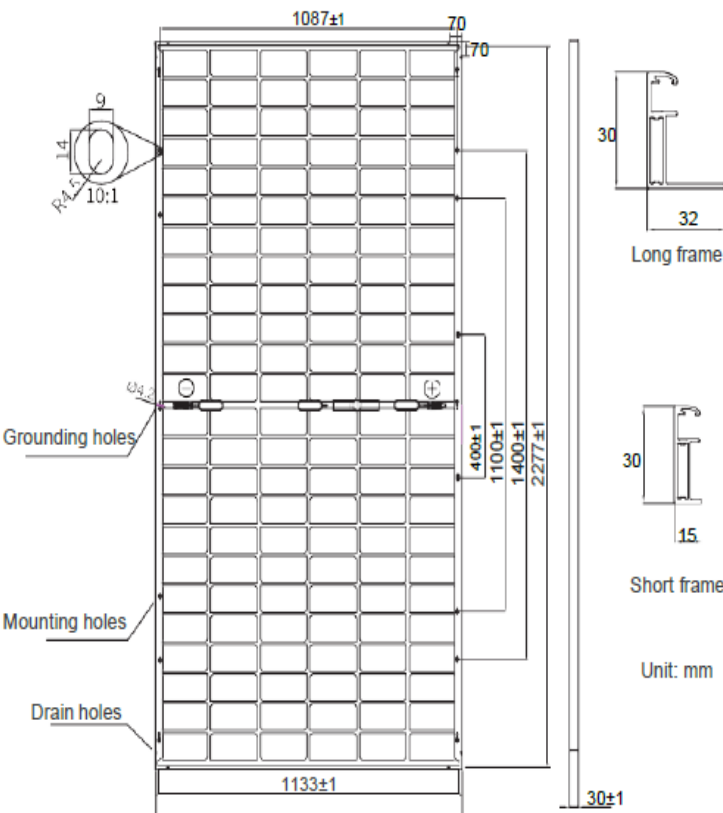 1087±1
70
70
9
14
R4.5
10:1
30
32
Long frame
Ø4.2
Grounding holes
400±1
1100±1
1400±1
2277±1
30
15
Short frame
Mounting holes
Unit: mm
Drain holes
1133±1
30±1